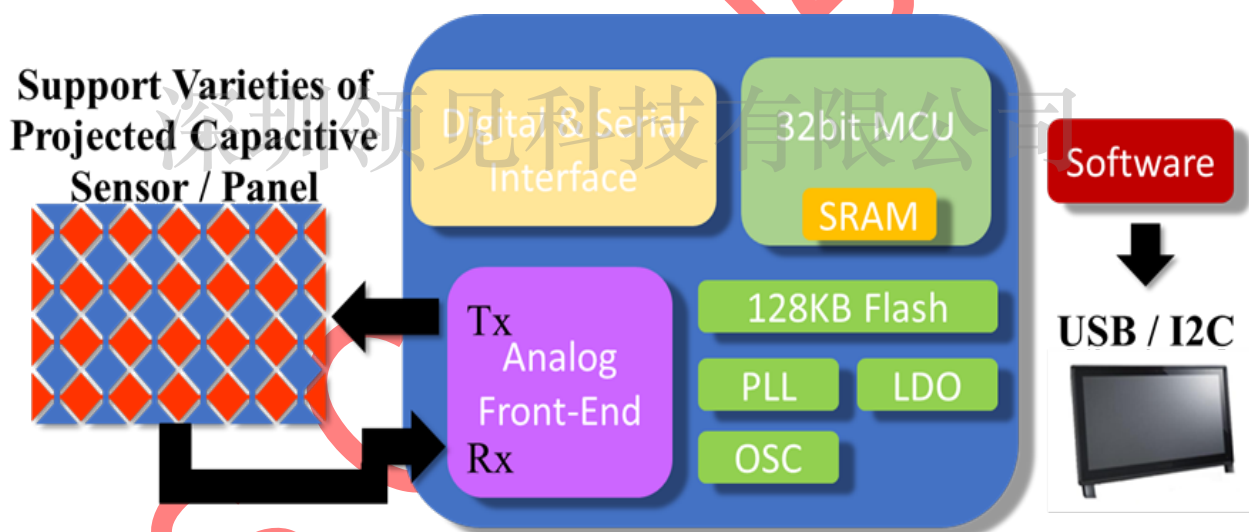 Support Varieties of
Projected Capacitive
Sensor / Panel
深圳领见科技有限公司
Digital & Serial
Interface
32bit MCU
SRAM
Tx
Analog
Front-End
Rx
128KB Flash
PLL
LDO
OSC
Software
USB / I2C